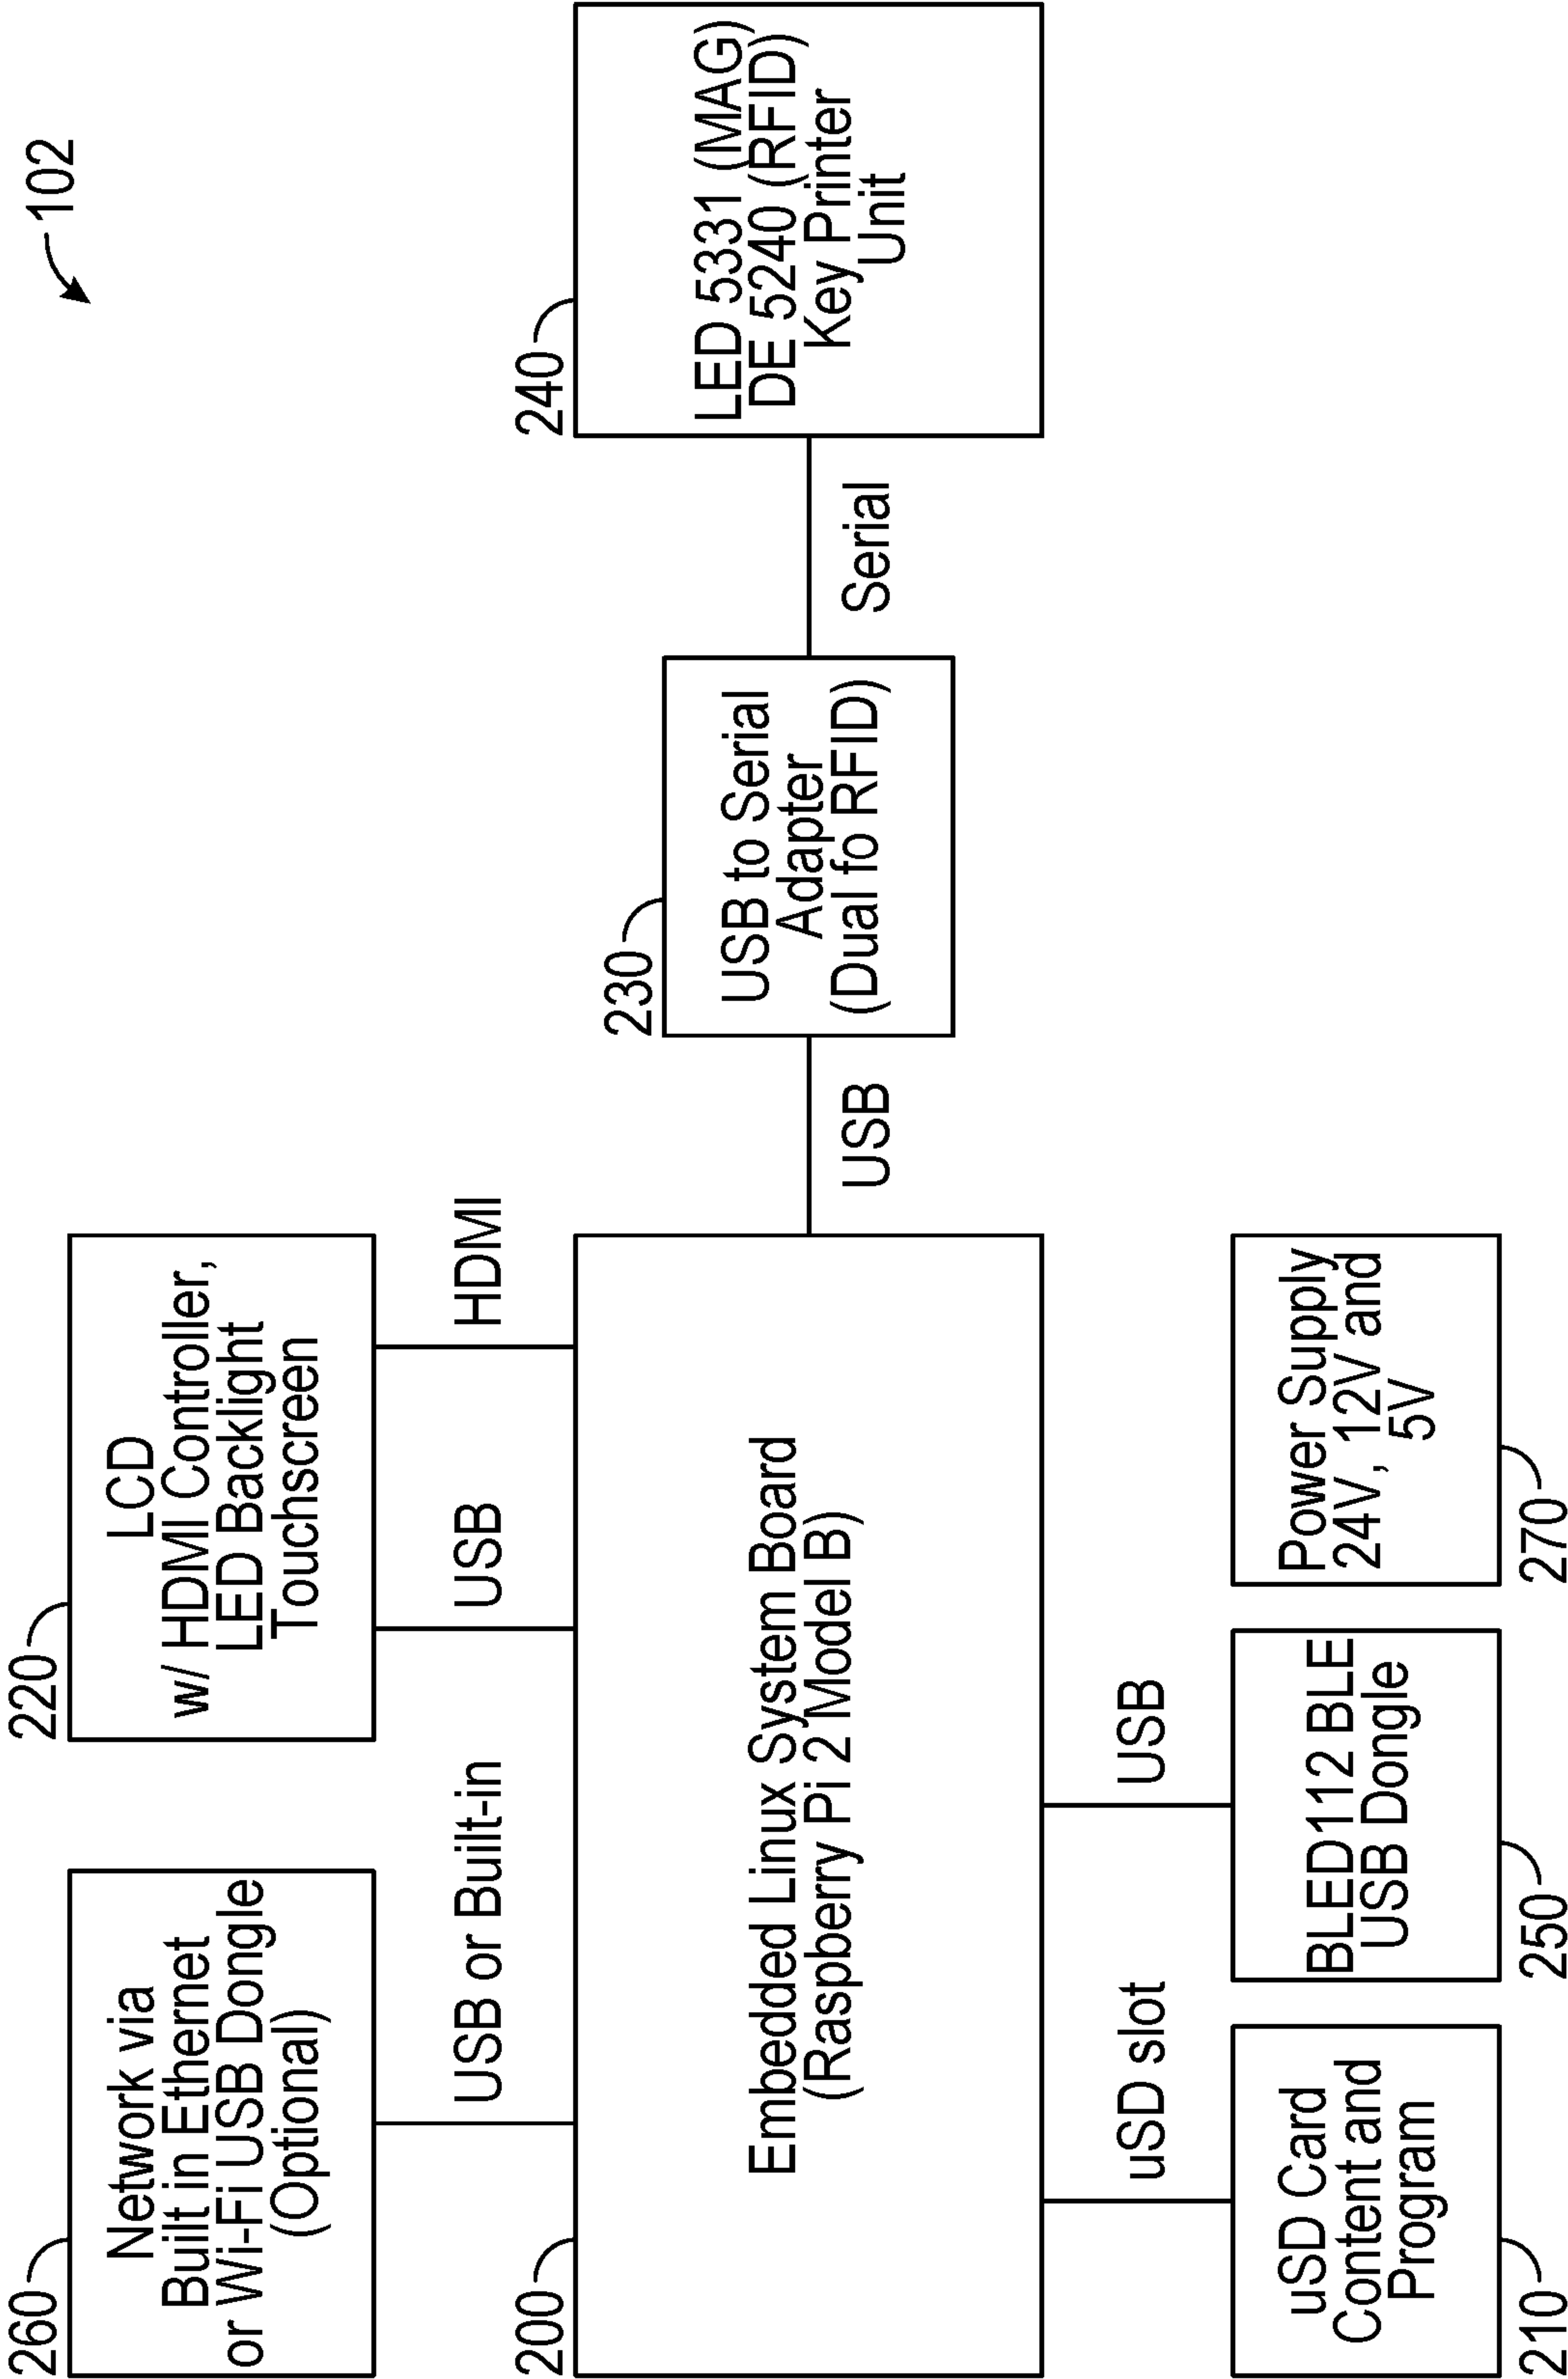 102
260
Network via
Built in Ethernet
or Wi-Fi USB Dongle
(Optional)
220
LCD
w/ HDMI Controller,
LED Backlight
Touchscreen
USB or Built-in
USB
HDMI
200
Embedded Linux System Board
(Raspberry Pi 2 Model B)
USB
230
USB to Serial
Adapter
(Dual fo RFID)
Serial
240
LED 5331 (MAG)
DE 5240 (RFID)
Key Printer
Unit
uSD slot
USB
uSD Card
Content and
Program
210
BLED112 BLE
USB Dongle
250
Power Supply
24V, 12V and
5V
270